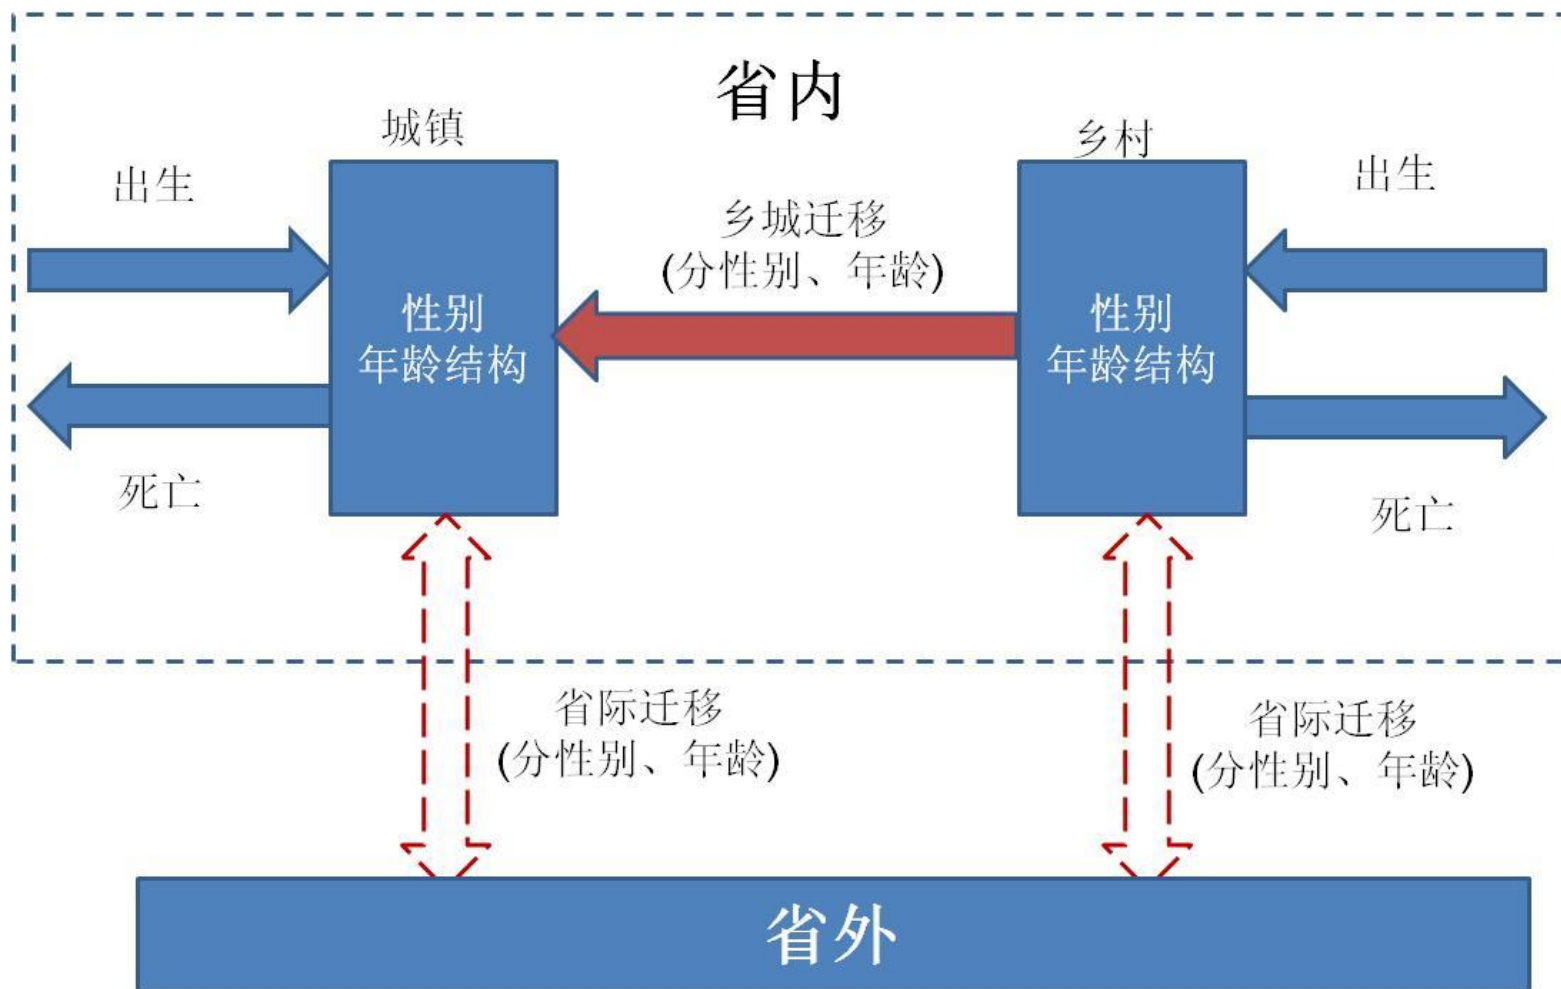 省内
城镇
乡村
出生
出生
乡城迁移
(分性别、年龄)
性别
年龄结构
性别
年龄结构
死亡
死亡
省际迁移
(分性别、年龄)
省际迁移
(分性别、年龄)
省外